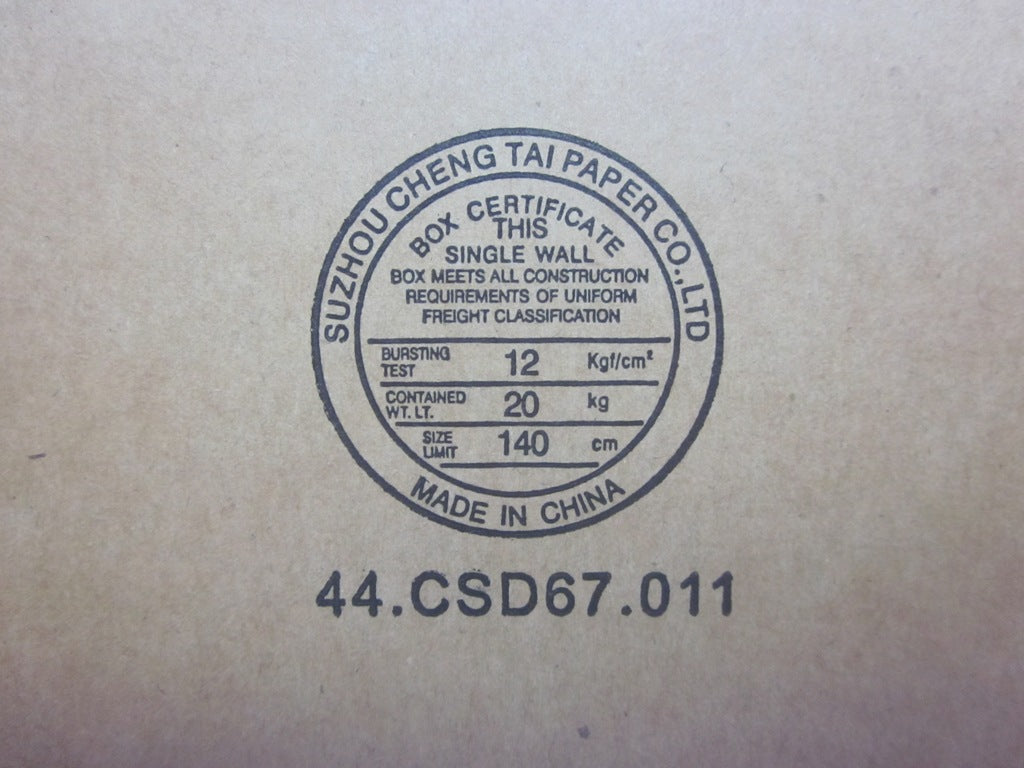 SUZHOU CHENG TAI PAPER CO.,LTD
BOX CERTIFICATE
THIS
SINGLE WALL
BOX MEETS ALL CONSTRUCTION
REQUIREMENTS OF UNIFORM
FREIGHT CLASSIFICATION
BURSTING TEST 12 Kgf/cm²
CONTAINED WT. LT. 20 kg
SIZE LIMIT 140 cm
MADE IN CHINA
44.CSD67.011